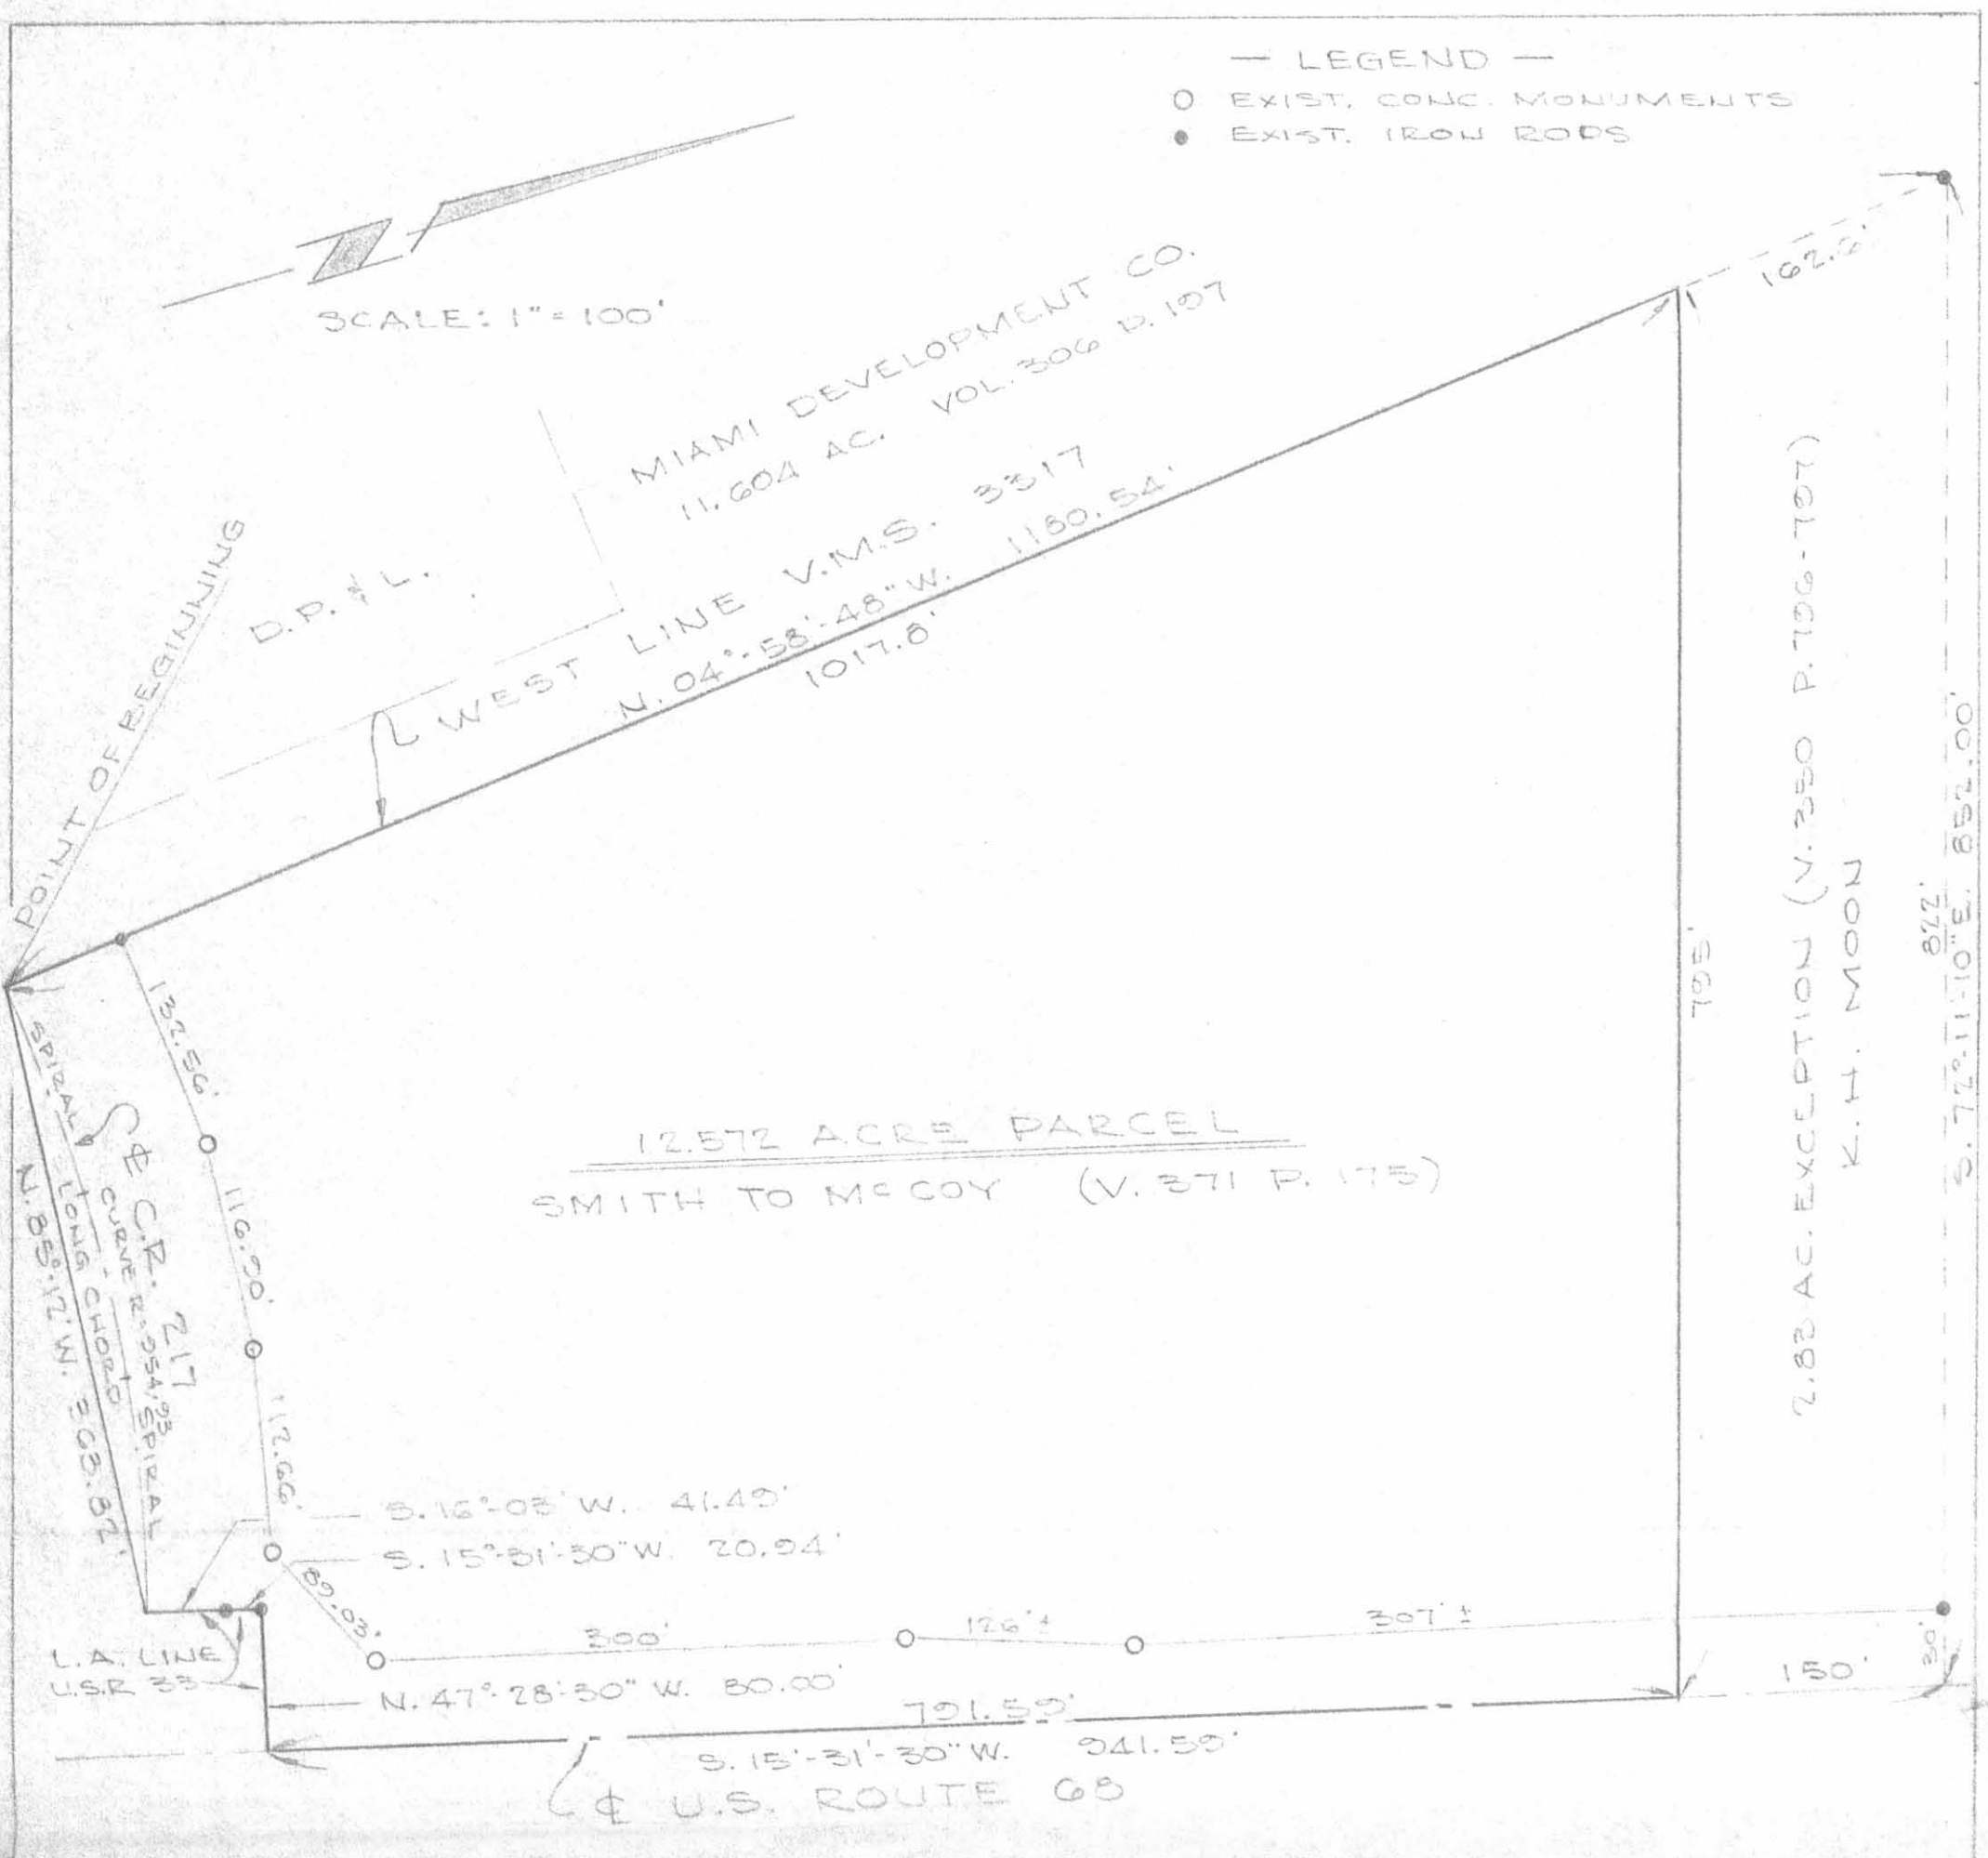 — LEGEND —
O EXIST. CONC. MONUMENTS
● EXIST. IRON RODS
SCALE: 1" = 100'
MIAMI DEVELOPMENT CO.
11.604 AC. VOL. 306 P. 197
D.P. & L.
WEST LINE V.M.S. 3317
N. 04°-58'-48" W. 1180.54'
1017.8'
162.8'
POINT OF BEGINNING
132.56'
116.90'
112.66'
89.03'
SPIRAL
LONG CHORD
N. 85°-12' W. 363.82'
℄ C.R. 217
CURVE R=954.93
SPIRAL
12.572 ACRE PARCEL
SMITH TO McCOY (V. 371 P. 175)
795'
2.83 AC. EXCEPTION (V. 350 P. 796-797)
K.H. MOON
822'
S. 77°-11'-10" E. 852.00'
S. 16°-03' W. 41.49'
S. 15°-31'-30" W. 20.94'
L.A. LINE
U.S.R 33
300'
126'±
307'±
30'
150'
N. 47°-28'-30" W. 80.00'
791.59'
S. 15°-31'-30" W. 941.59'
℄ U.S. ROUTE 68